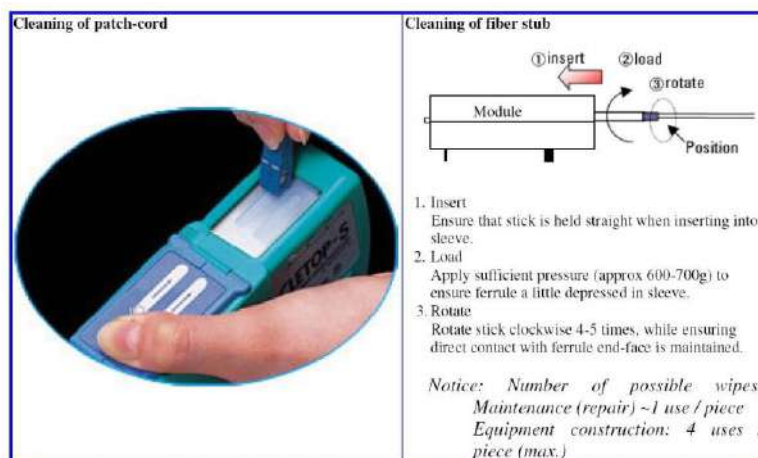 Cleaning of patch-cord
LETOP-S
Cleaning of fiber stub
①insert
②load
③rotate
Module
Position
1. Insert
Ensure that stick is held straight when inserting into
sleeve.
2. Load
Apply sufficient pressure (approx 600-700g) to
ensure ferrule a little depressed in sleeve.
3. Rotate
Rotate stick clockwise 4-5 times, while ensuring
direct contact with ferrule end-face is maintained.
Notice: Number of possible wipes
Maintenance (repair) ~1 use / piece
Equipment construction: 4 uses
piece (max.)